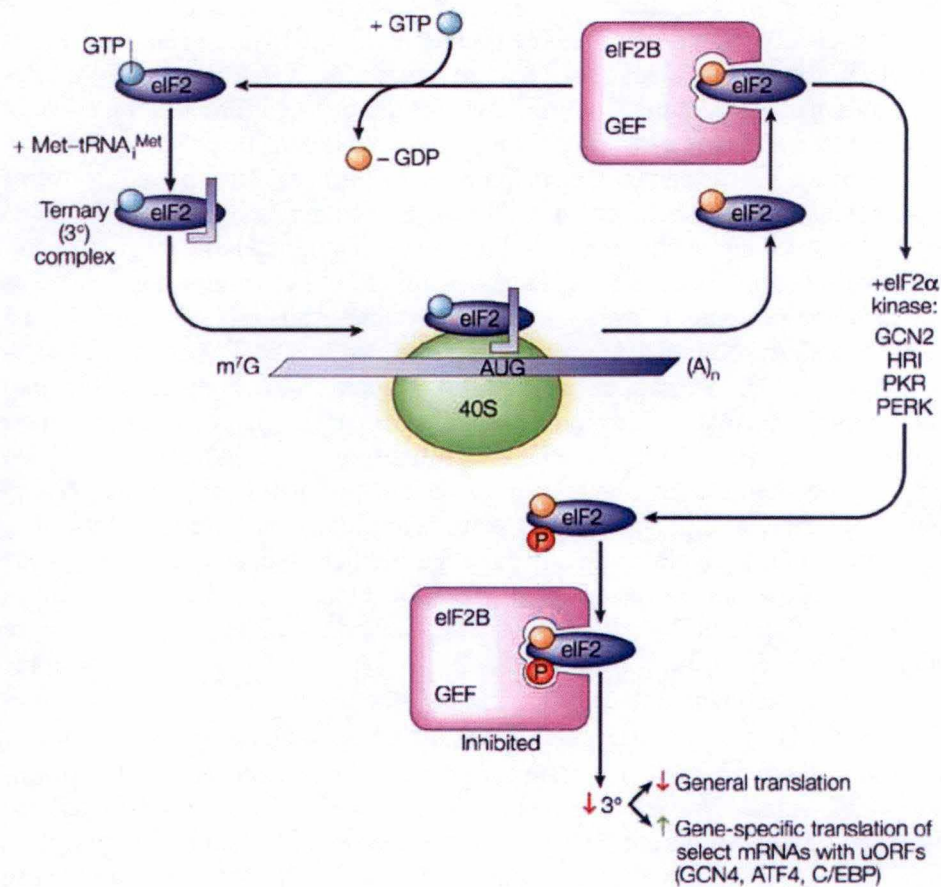 + GTP
GTP
eIF2
+ Met–tRNAᵢᴹᵉᵗ
– GDP
eIF2B
eIF2
GEF
Ternary
(3°)
complex
eIF2
eIF2
eIF2
m⁷G
AUG
(A)ₙ
40S
+eIF2α
kinase:
GCN2
HRI
PKR
PERK
eIF2
P
eIF2B
eIF2
P
GEF
Inhibited
↓ 3°
↓ General translation
↑ Gene-specific translation of
select mRNAs with uORFs
(GCN4, ATF4, C/EBP)